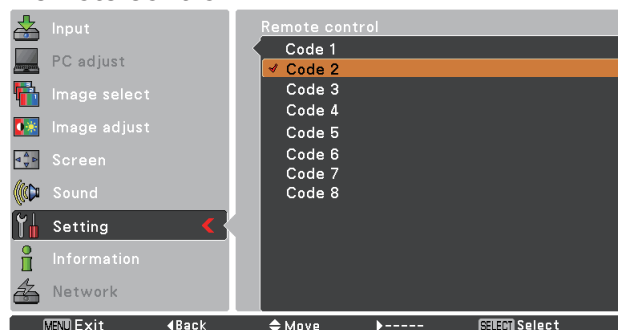 Input
PC adjust
Image select
Image adjust
Screen
Sound
Setting
Information
Network
Remote control
Code 1
Code 2
Code 3
Code 4
Code 5
Code 6
Code 7
Code 8
MENU Exit ◀Back ◆Move ▶----- SELECT Select